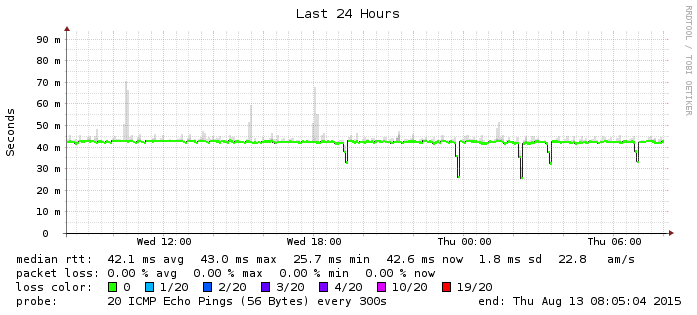 Last 24 Hours
RRDTOOL / TOBI OETIKER
Seconds
90 m
80 m
70 m
60 m
50 m
40 m
30 m
20 m
10 m
0
Wed 12:00 Wed 18:00 Thu 00:00 Thu 06:00
median rtt: 42.1 ms avg 43.0 ms max 25.7 ms min 42.6 ms now 1.8 ms sd 22.8 am/s
packet loss: 0.00 % avg 0.00 % max 0.00 % min 0.00 % now
loss color: 0 1/20 2/20 3/20 4/20 10/20 19/20
probe: 20 ICMP Echo Pings (56 Bytes) every 300s end: Thu Aug 13 08:05:04 2015